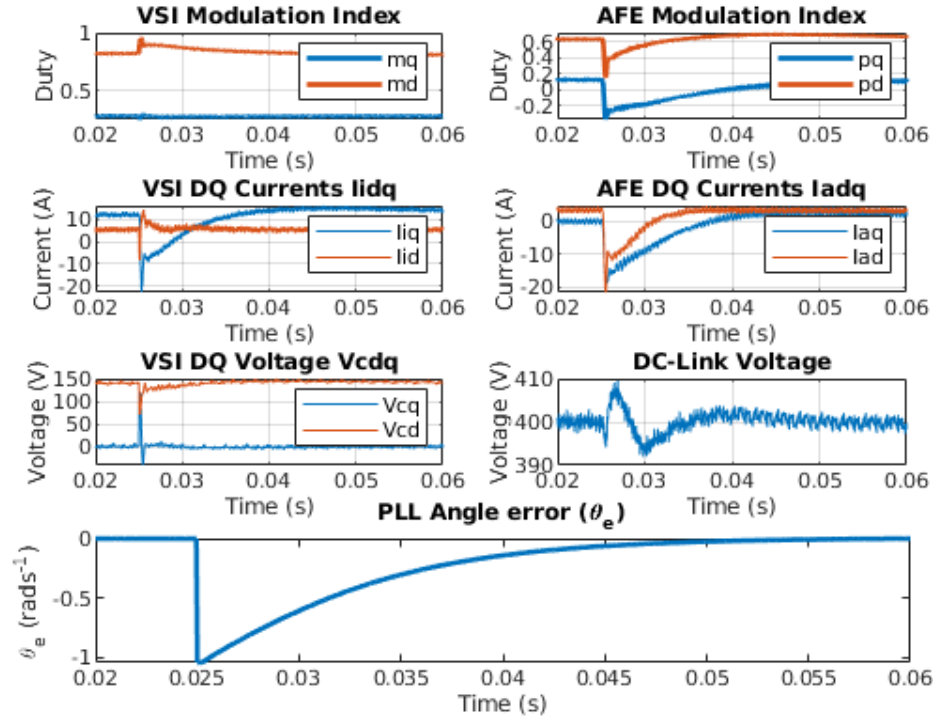 VSI Modulation Index
1
0.5
Duty
mq
md
0.02 0.03 0.04 0.05 0.06
Time (s)
AFE Modulation Index
0.6
0.4
0.2
0
-0.2
Duty
pq
pd
0.02 0.03 0.04 0.05 0.06
Time (s)
VSI DQ Currents Iidq
10
0
-10
-20
Current (A)
Iiq
Iid
0.02 0.03 0.04 0.05 0.06
Time (s)
AFE DQ Currents Iadq
0
-10
-20
Current (A)
Iaq
Iad
0.02 0.03 0.04 0.05 0.06
Time (s)
VSI DQ Voltage Vcdq
150
100
50
0
Voltage (V)
Vcq
Vcd
0.02 0.03 0.04 0.05 0.06
Time (s)
DC-Link Voltage
410
400
390
Voltage (V)
0.02 0.03 0.04 0.05 0.06
Time (s)
PLL Angle error (θe)
0
-0.5
-1
θe (rads⁻¹)
0.02 0.025 0.03 0.035 0.04 0.045 0.05 0.055 0.06
Time (s)